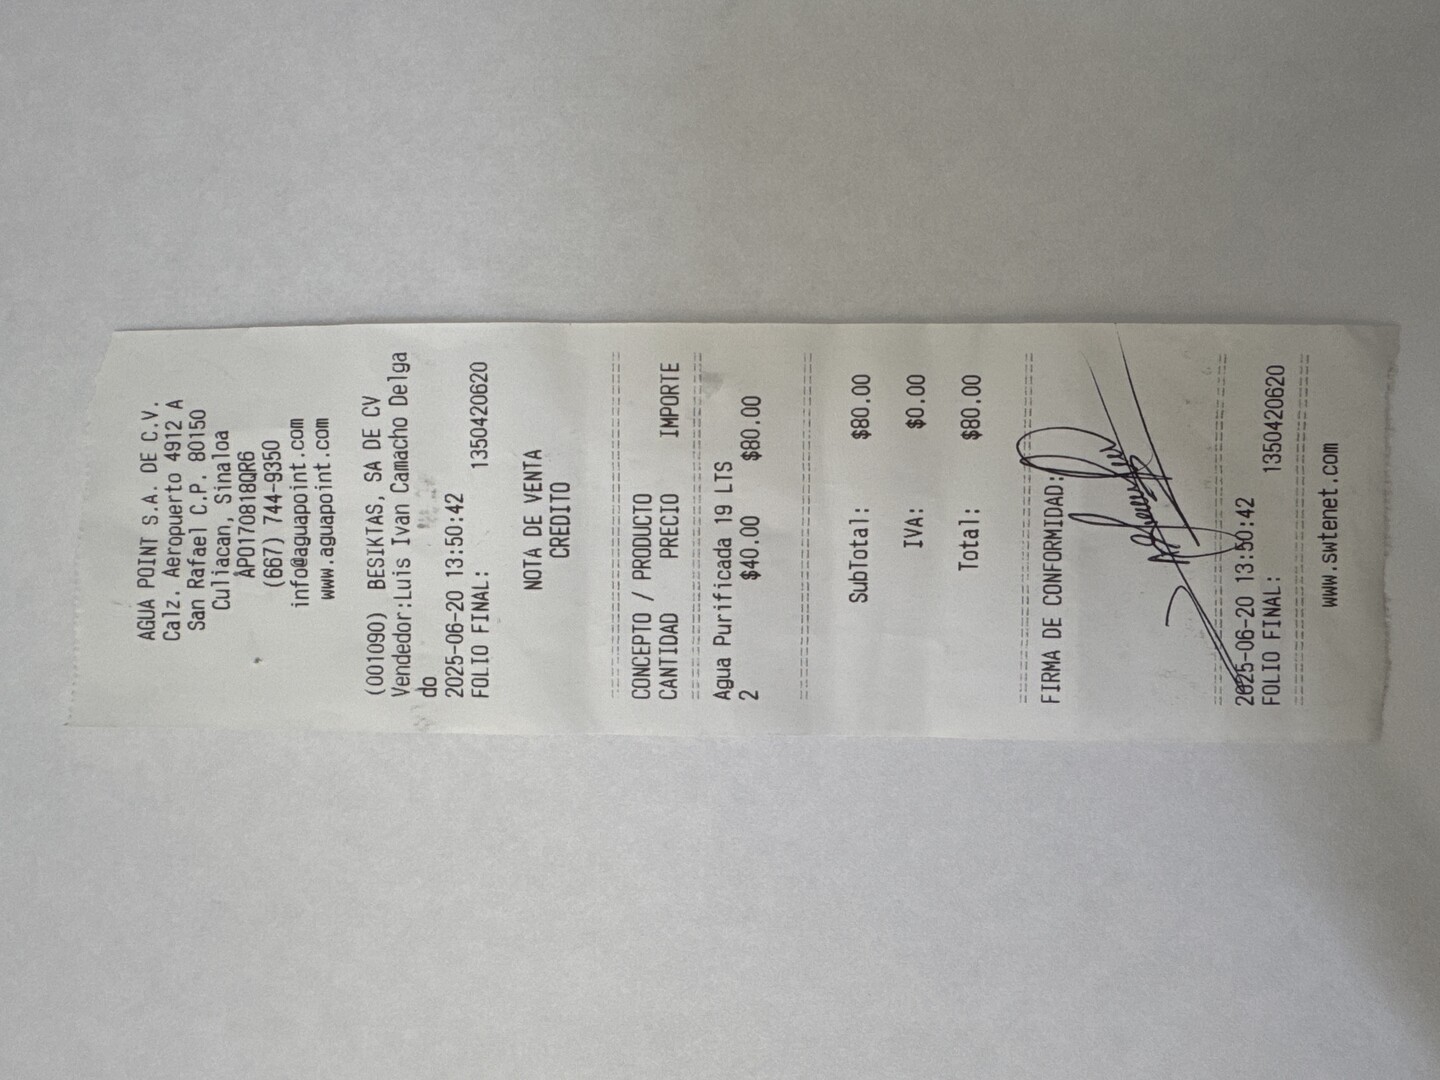 AGUA POINT S.A. DE C.V.
Calz. Aeropuerto 4912 A
San Rafael C.P. 80150
Culiacan, Sinaloa
APO170818QR6
(667) 744-9350
info@aguapoint.com
www.aguapoint.com
(001090) BESIKTAS, SA DE CV
Vendedor:Luis Ivan Camacho Delga
do
2025-06-20 13:50:42
FOLIO FINAL: 1350420620
NOTA DE VENTA
CREDITO
================================
CONCEPTO / PRODUCTO
CANTIDAD PRECIO IMPORTE
================================
Agua Purificada 19 LTS
2 $40.00 $80.00
================================
SubTotal: $80.00
IVA: $0.00
Total: $80.00
================================
FIRMA DE CONFORMIDAD:
================================
2025-06-20 13:50:42
FOLIO FINAL: 1350420620
================================
www.swtenet.com